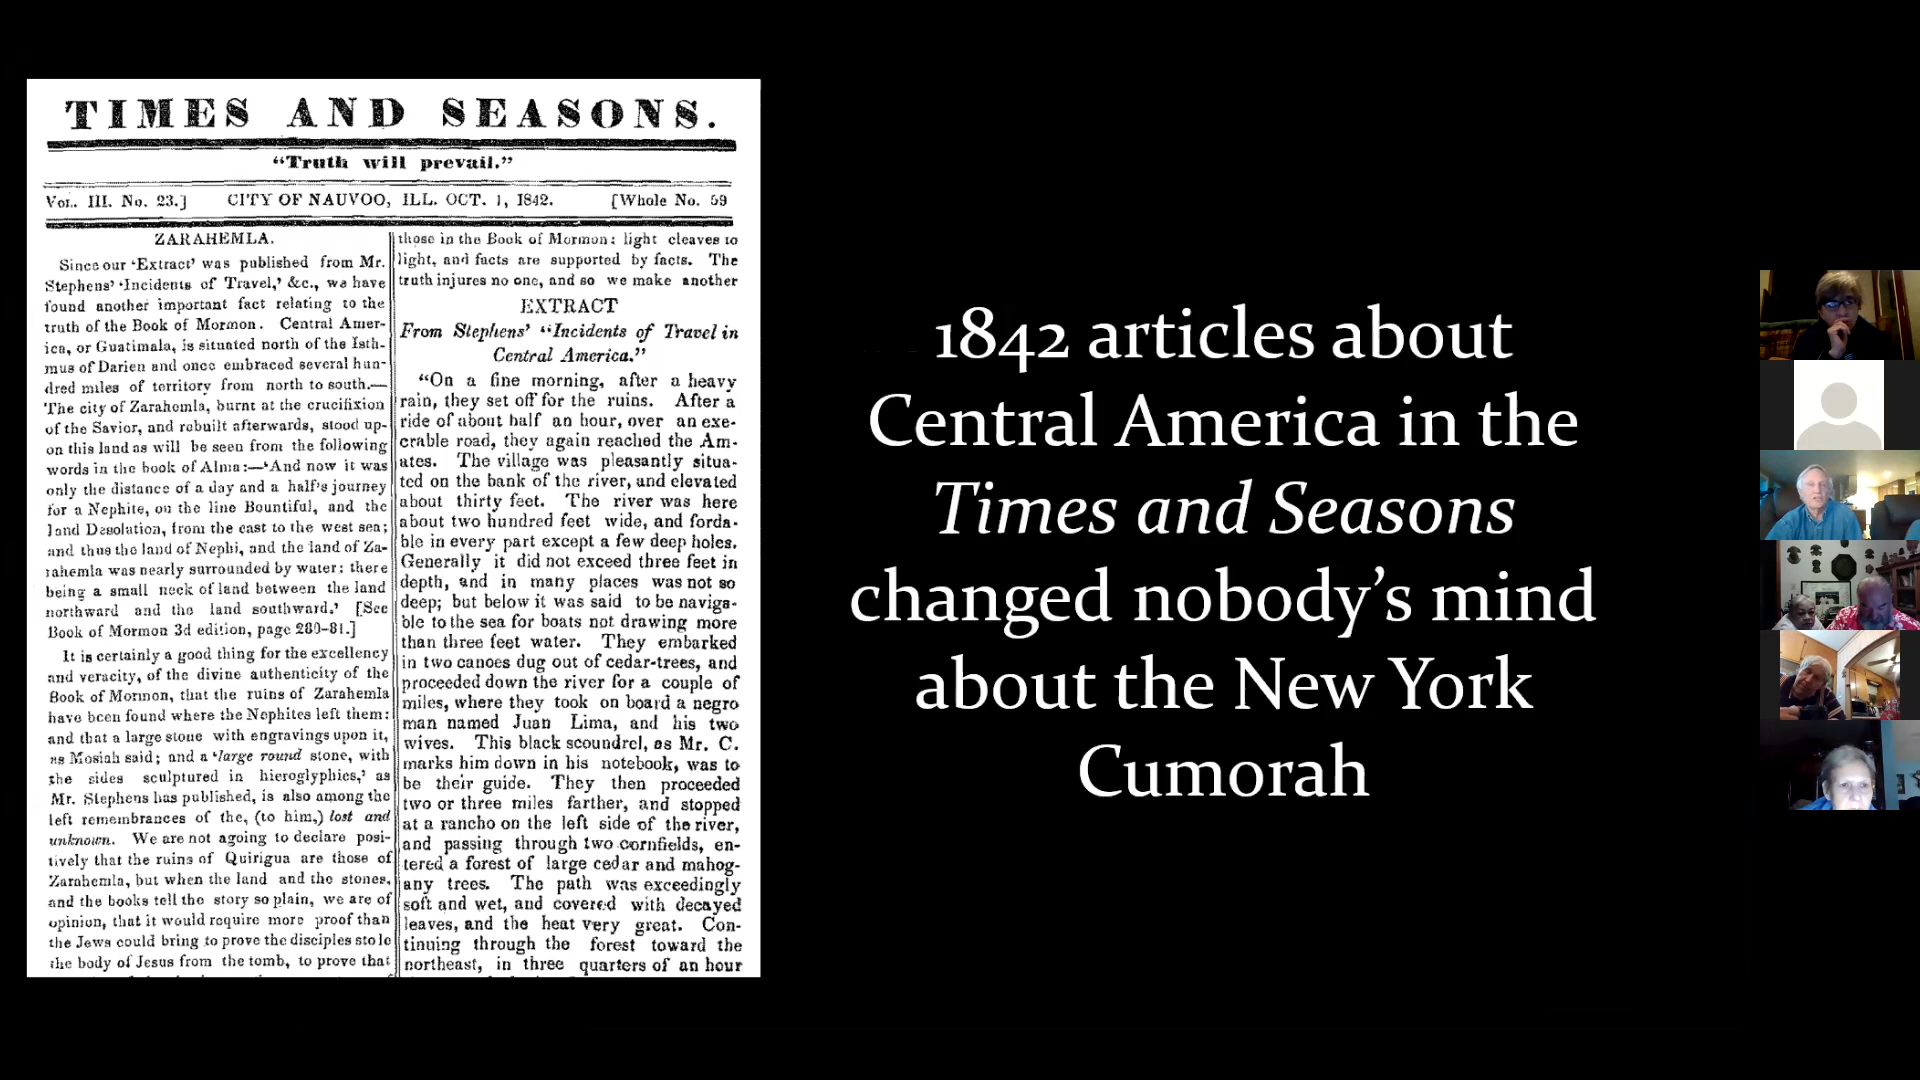 TIMES AND SEASONS.
"Truth will prevail."
VOL. III. No. 23.] CITY OF NAUVOO, ILL. OCT. 1, 1842. [Whole No. 59
ZARAHEMLA.
Since our 'Extract' was published from Mr.
Stephens' 'Incidents of Travel,' &c., we have
found another important fact relating to the
truth of the Book of Mormon. Central Amer-
ica, or Guatimala, is situated north of the Isth-
mus of Darien and once embraced several hun-
dred miles of territory from north to south.—
The city of Zarahemla, burnt at the crucifixion
of the Savior, and rebuilt afterwards, stood up-
on this land as will be seen from the following
words in the book of Alma:—'And now it was
only the distance of a day and a half's journey
for a Nephite, on the line Bountiful, and the
land Desolation, from the east to the west sea;
and thus the land of Nephi, and the land of Za-
rahemla was nearly surrounded by water: there
being a small neck of land between the land
northward and the land southward.' [See
Book of Mormon 3d edition, page 280-81.]
It is certainly a good thing for the excellency
and veracity, of the divine authenticity of the
Book of Mormon, that the ruins of Zarahemla
have been found where the Nephites left them:
and that a large stone with engravings upon it,
as Mosiah said; and a 'large round stone, with
the sides sculptured in hieroglyphics,' as
Mr. Stephens has published, is also among the
left remembrances of the, (to him,) lost and
unknown. We are not agoing to declare posi-
tively that the ruins of Quirigua are those of
Zarahemla, but when the land and the stones,
and the books tell the story so plain, we are of
opinion, that it would require more proof than
the Jews could bring to prove the disciples stole
the body of Jesus from the tomb, to prove that
those in the Book of Mormon: light cleaves to
light, and facts are supported by facts. The
truth injures no one, and so we make another
EXTRACT
From Stephens' "Incidents of Travel in
Central America."
"On a fine morning, after a heavy
rain, they set off for the ruins. After a
ride of about half an hour, over an exe-
crable road, they again reached the Am-
ates. The village was pleasantly situa-
ted on the bank of the river, and elevated
about thirty feet. The river was here
about two hundred feet wide, and forda-
ble in every part except a few deep holes.
Generally it did not exceed three feet in
depth, and in many places was not so
deep; but below it was said to be naviga-
ble to the sea for boats not drawing more
than three feet water. They embarked
in two canoes dug out of cedar-trees, and
proceeded down the river for a couple of
miles, where they took on board a negro
man named Juan Lima, and his two
wives. This black scoundrel, as Mr. C.
marks him down in his notebook, was to
be their guide. They then proceeded
two or three miles farther, and stopped
at a rancho on the left side of the river,
and passing through two cornfields, en-
tered a forest of large cedar and mahog-
any trees. The path was exceedingly
soft and wet, and covered with decayed
leaves, and the heat very great. Con-
tinuing through the forest toward the
northeast, in three quarters of an hour
1842 articles about
Central America in the
Times and Seasons
changed nobody's mind
about the New York
Cumorah